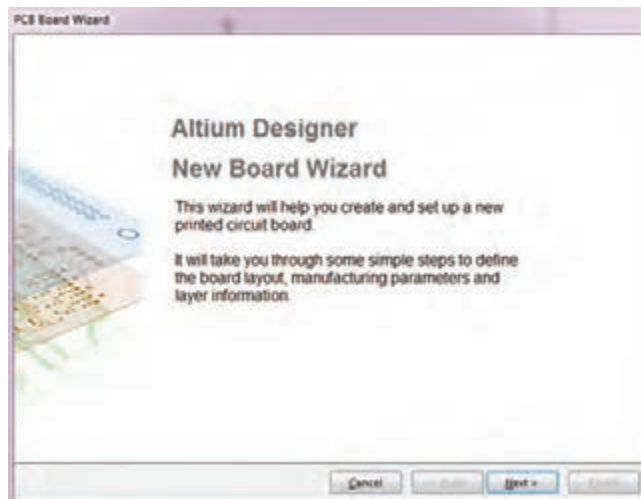 PCB Board Wizard
Altium Designer
New Board Wizard
This wizard will help you create and set up a new
printed circuit board.
It will take you through some simple steps to define
the board layout, manufacturing parameters and
layer information.
Cancel
Next >